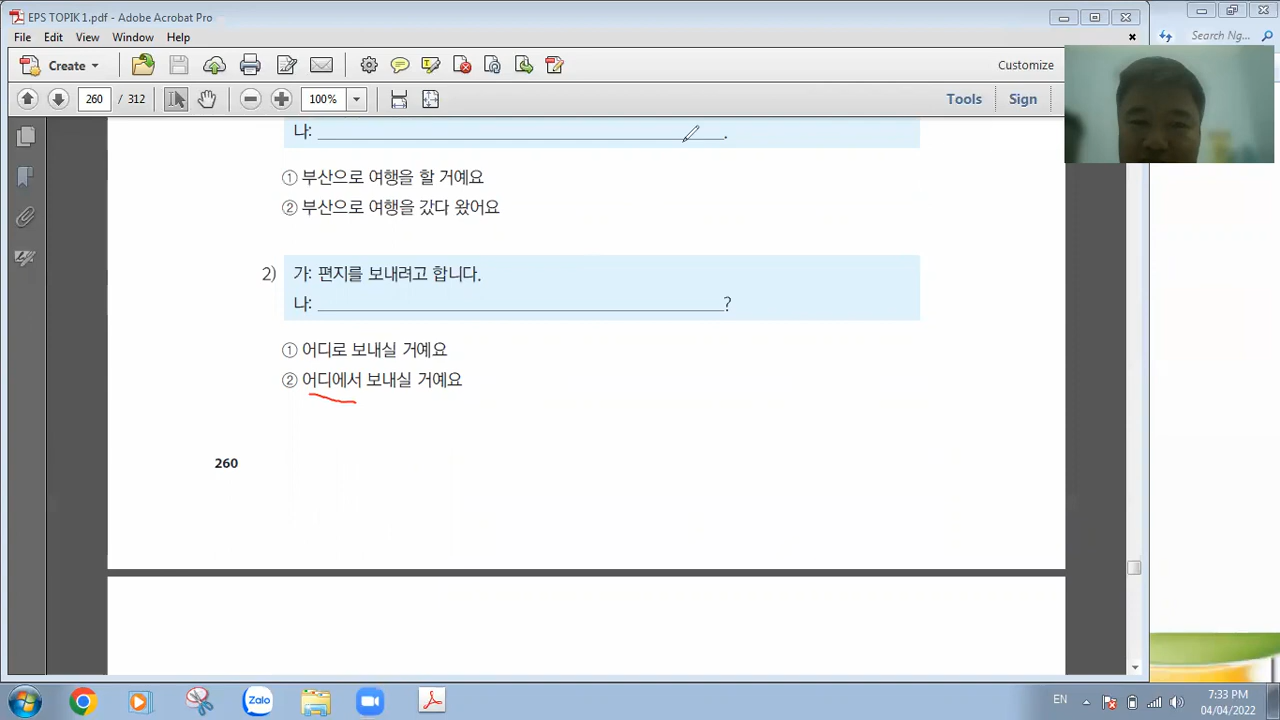 EPS TOPIK 1.pdf - Adobe Acrobat Pro
File Edit View Window Help
Search Ng...
Create
Customize
260 / 312
100%
Tools Sign
나: .
① 부산으로 여행을 할 거예요
② 부산으로 여행을 갔다 왔어요
2) 가: 편지를 보내려고 합니다.
나: ?
① 어디로 보내실 거예요
② 어디에서 보내실 거예요
260
Zalo
EN
7:33 PM
04/04/2022